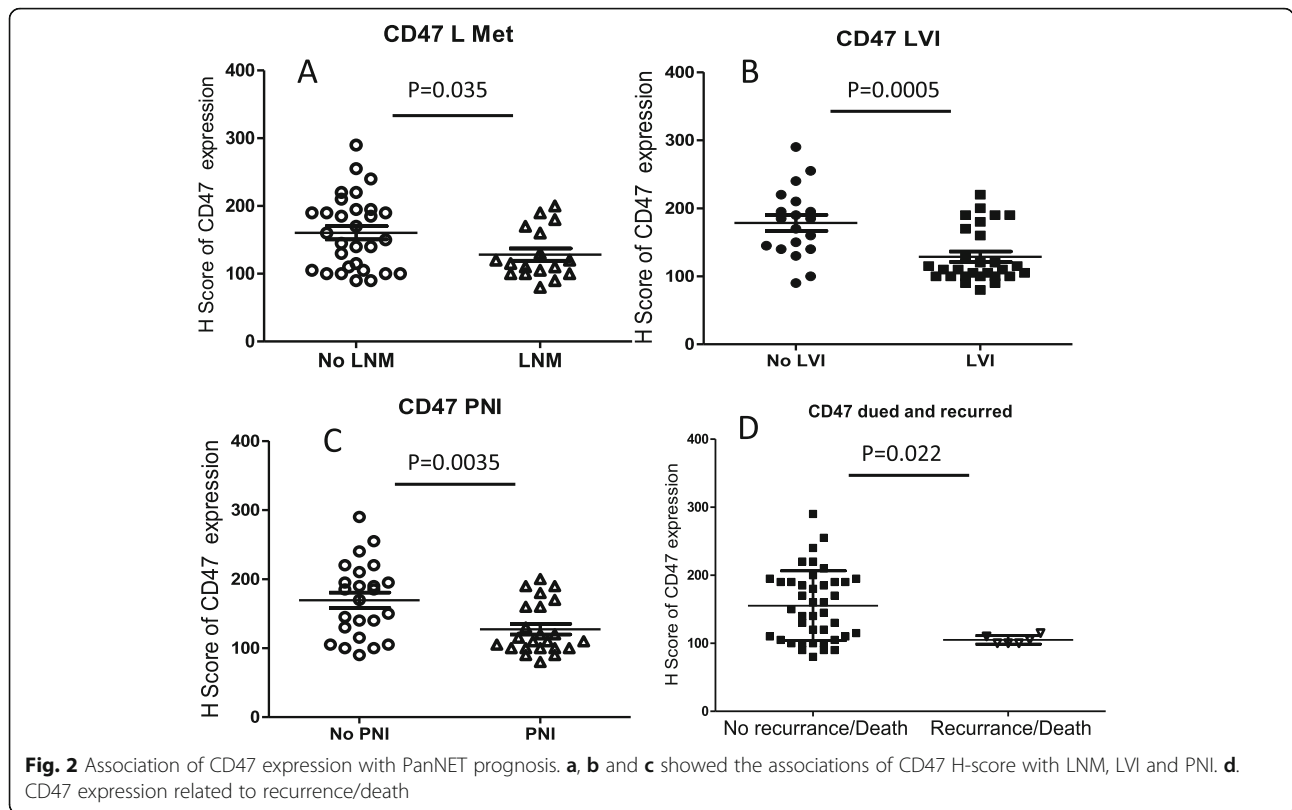 CD47 L Met
A
P=0.035
H Score of CD47 expression
400
300
200
100
0
No LNM LNM
CD47 LVI
B
P=0.0005
H Score of CD47 expression
400
300
200
100
0
No LVI LVI
CD47 PNI
C
P=0.0035
H Score of CD47 expression
400
300
200
100
0
No PNI PNI
CD47 dued and recurred
D
P=0.022
H Score of CD47 expression
400
300
200
100
0
No recurrance/Death Recurrance/Death
Fig. 2 Association of CD47 expression with PanNET prognosis. a, b and c showed the associations of CD47 H-score with LNM, LVI and PNI. d.
CD47 expression related to recurrence/death